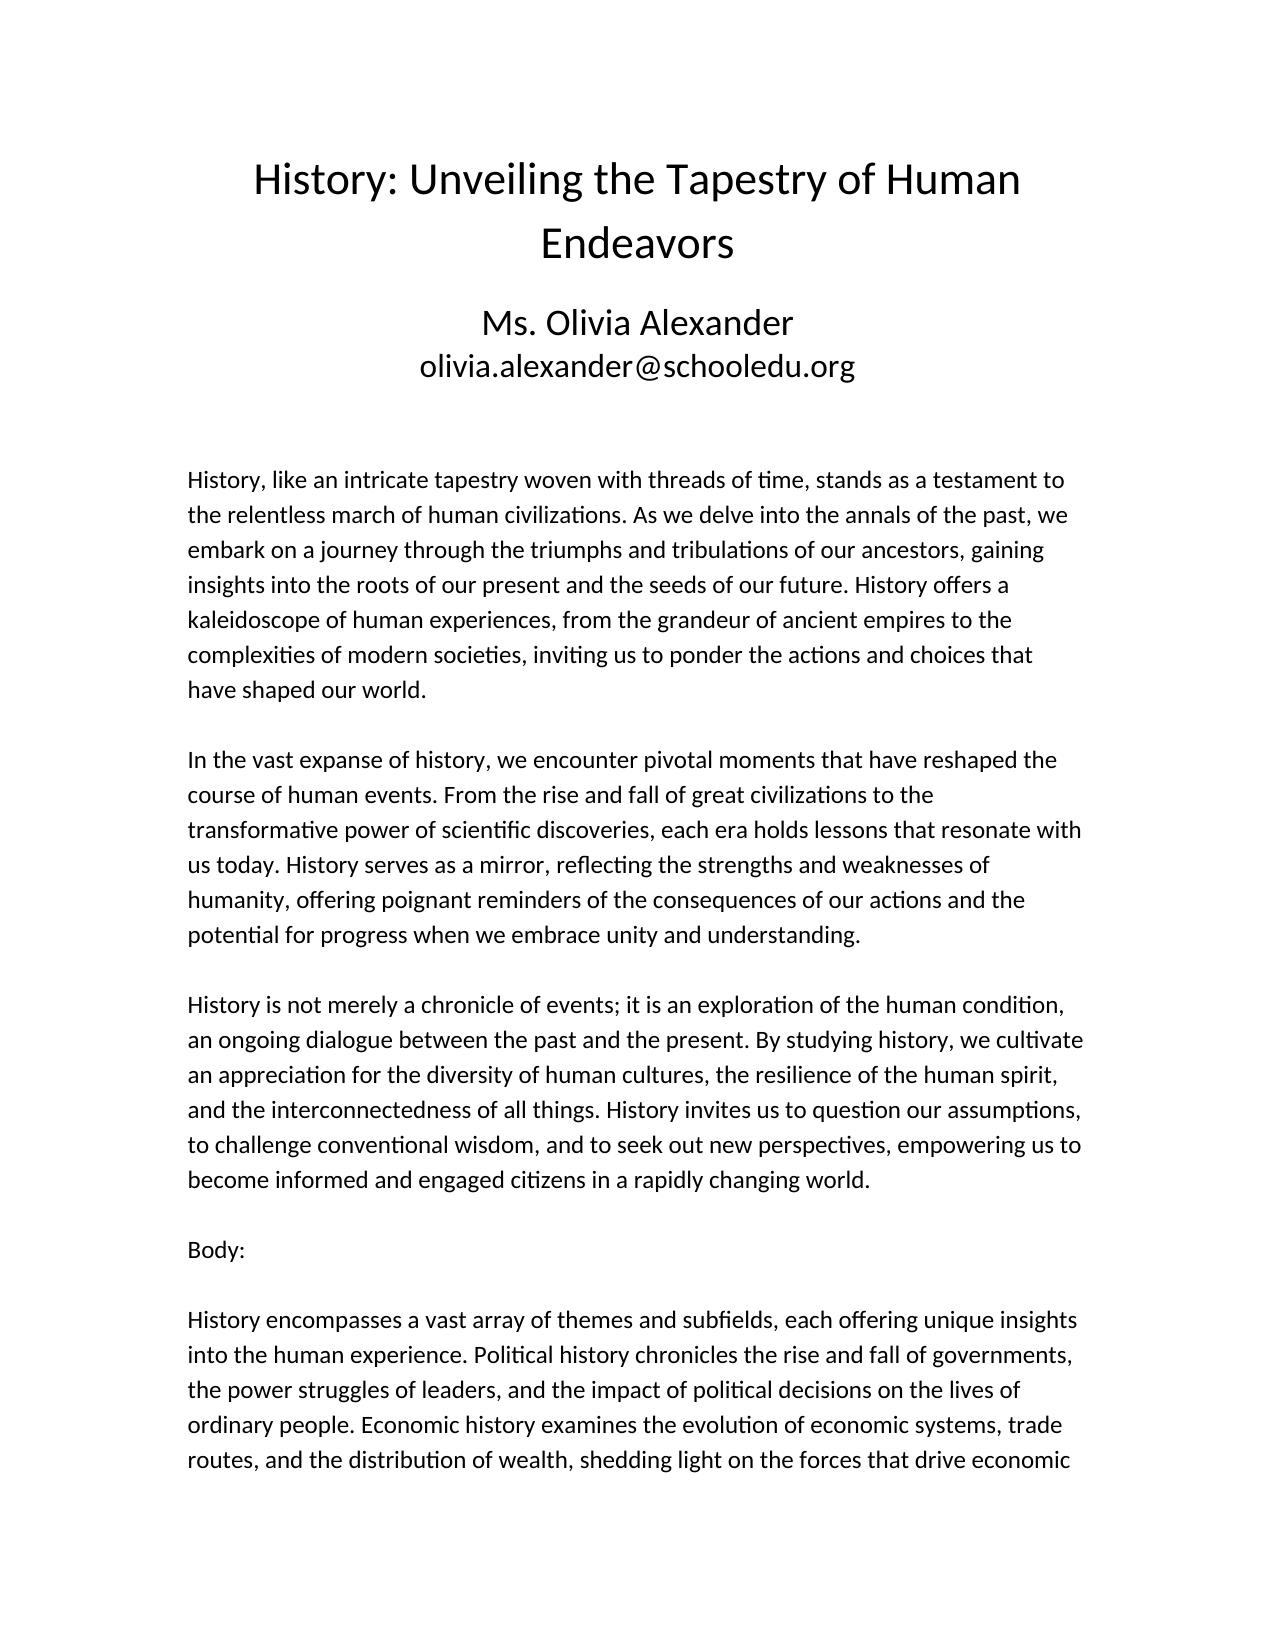 History: Unveiling the Tapestry of Human
Endeavors
Ms. Olivia Alexander
olivia.alexander@schooledu.org
History, like an intricate tapestry woven with threads of time, stands as a testament to
the relentless march of human civilizations. As we delve into the annals of the past, we
embark on a journey through the triumphs and tribulations of our ancestors, gaining
insights into the roots of our present and the seeds of our future. History offers a
kaleidoscope of human experiences, from the grandeur of ancient empires to the
complexities of modern societies, inviting us to ponder the actions and choices that
have shaped our world.
In the vast expanse of history, we encounter pivotal moments that have reshaped the
course of human events. From the rise and fall of great civilizations to the
transformative power of scientific discoveries, each era holds lessons that resonate with
us today. History serves as a mirror, reflecting the strengths and weaknesses of
humanity, offering poignant reminders of the consequences of our actions and the
potential for progress when we embrace unity and understanding.
History is not merely a chronicle of events; it is an exploration of the human condition,
an ongoing dialogue between the past and the present. By studying history, we cultivate
an appreciation for the diversity of human cultures, the resilience of the human spirit,
and the interconnectedness of all things. History invites us to question our assumptions,
to challenge conventional wisdom, and to seek out new perspectives, empowering us to
become informed and engaged citizens in a rapidly changing world.
Body:
History encompasses a vast array of themes and subfields, each offering unique insights
into the human experience. Political history chronicles the rise and fall of governments,
the power struggles of leaders, and the impact of political decisions on the lives of
ordinary people. Economic history examines the evolution of economic systems, trade
routes, and the distribution of wealth, shedding light on the forces that drive economic